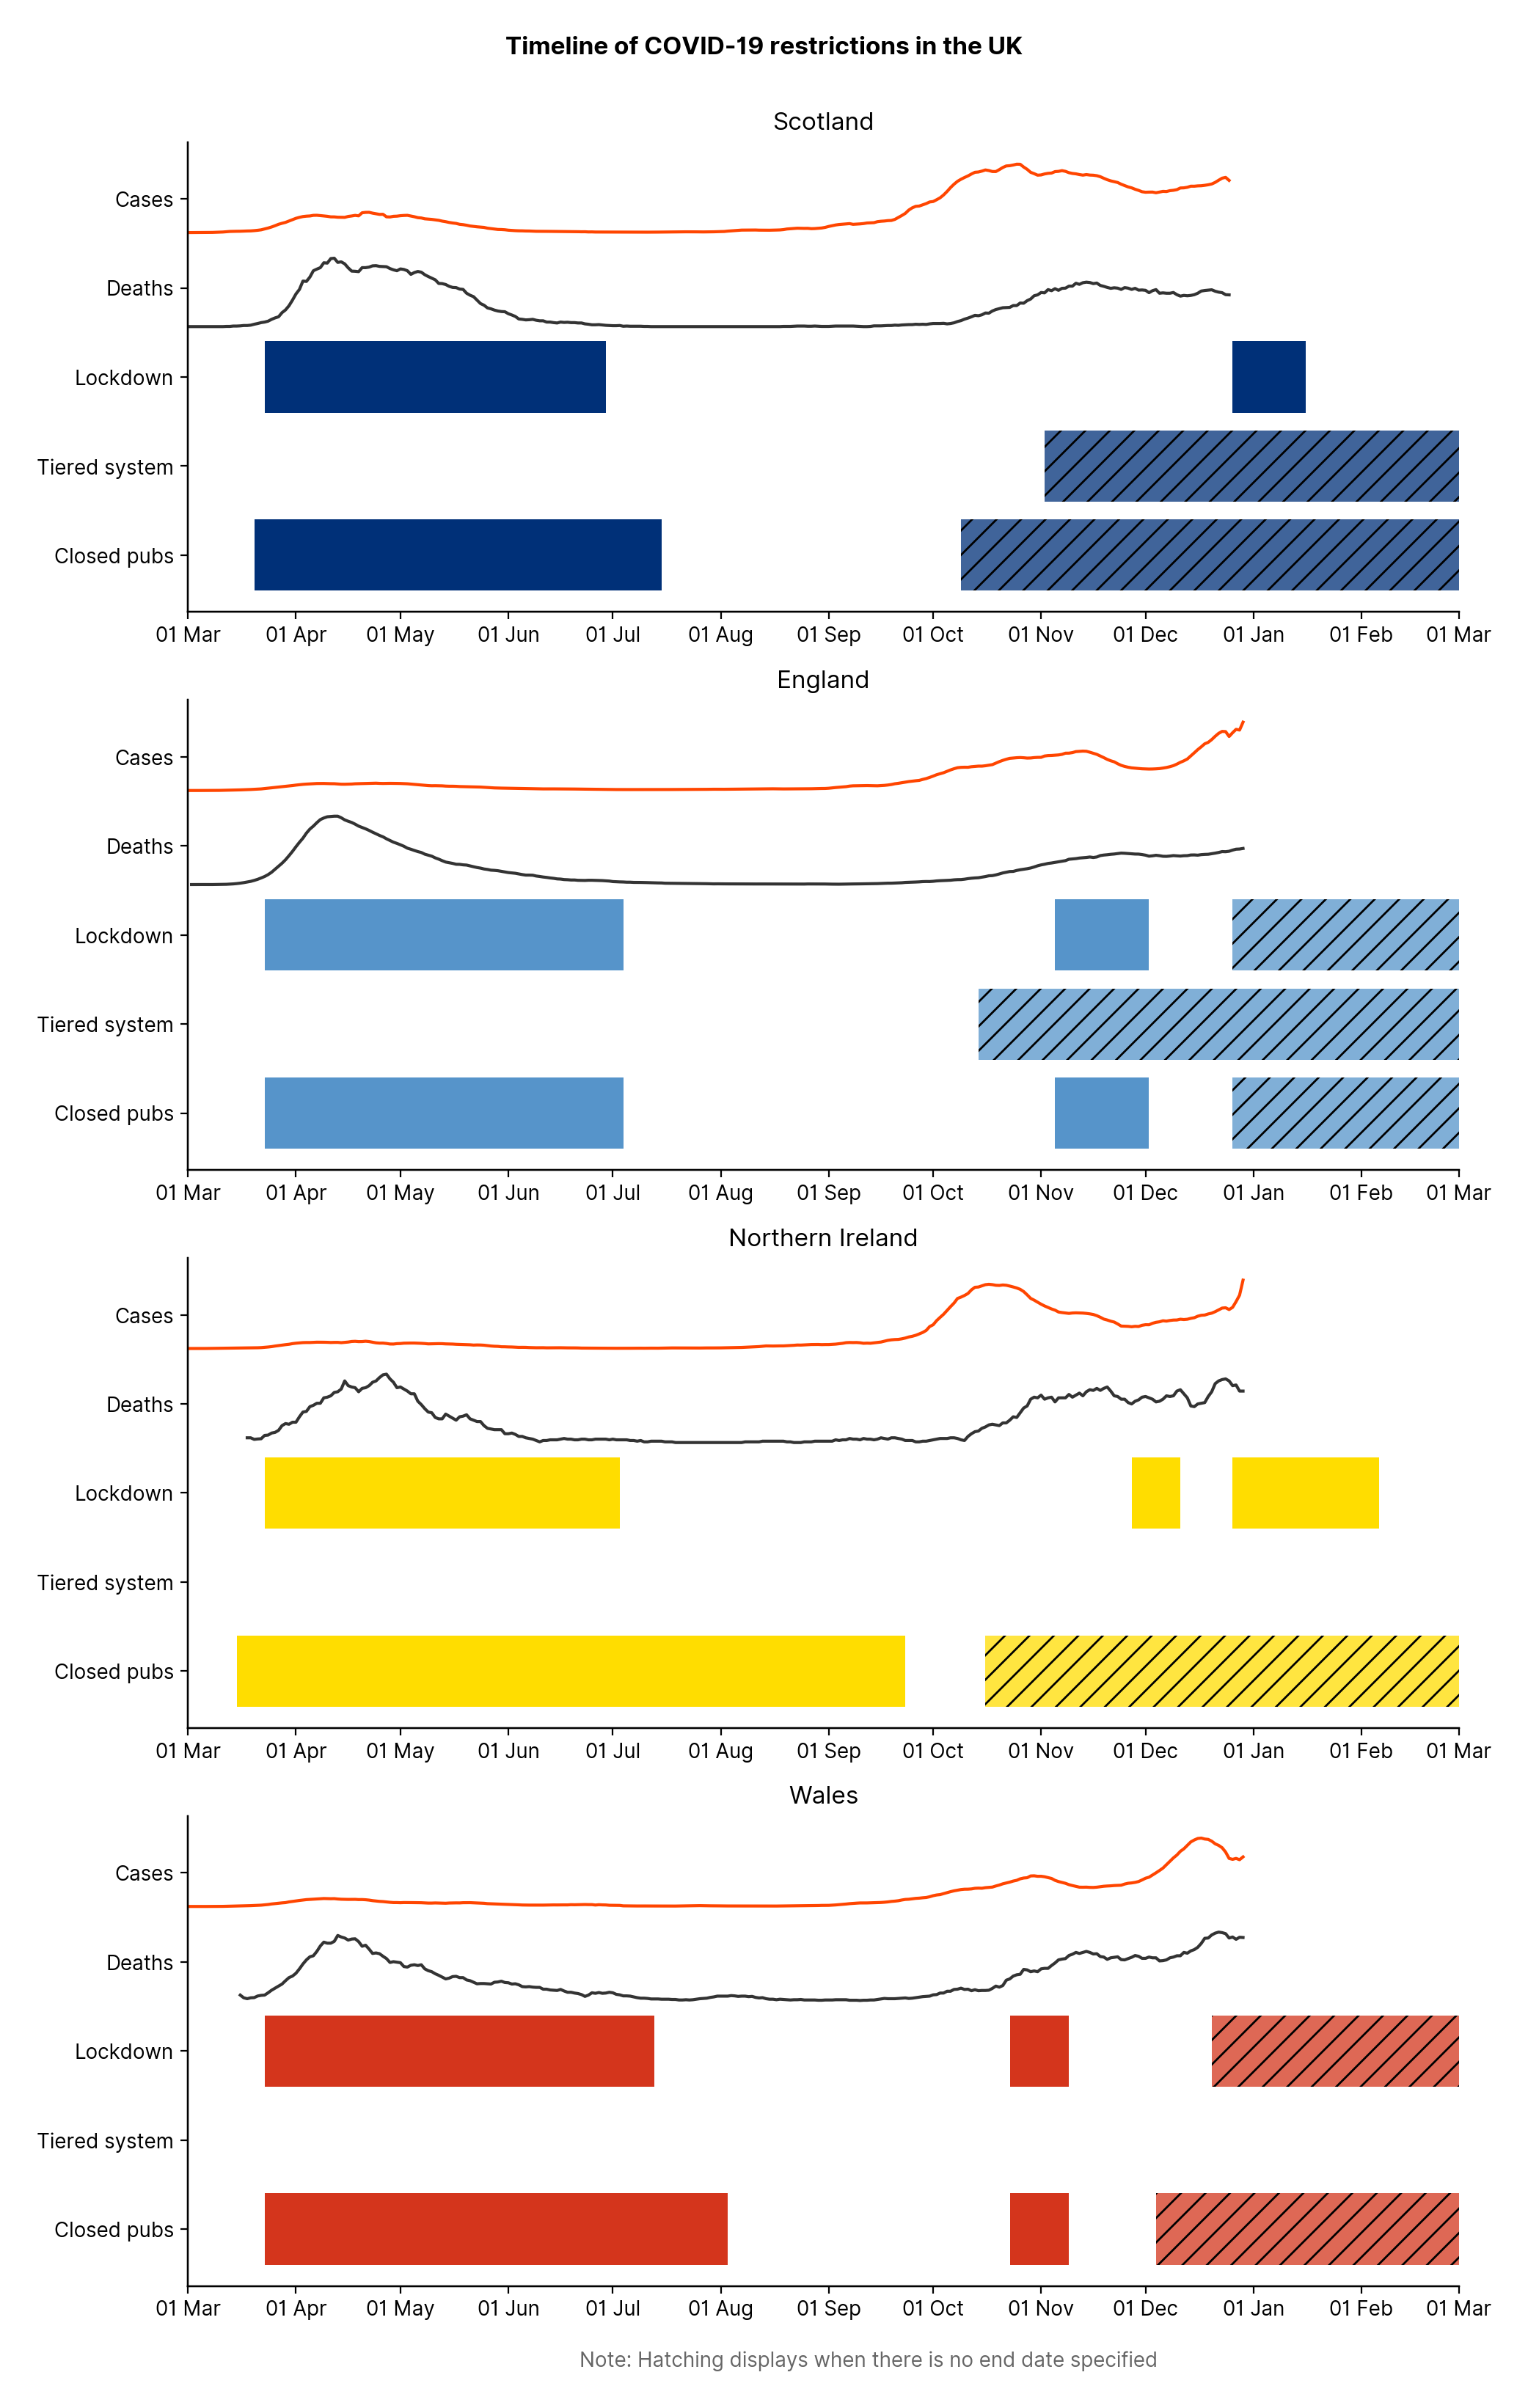 Timeline of COVID-19 restrictions in the UK
Scotland
Cases
Deaths
Lockdown
Tiered system
Closed pubs
01 Mar 01 Apr 01 May 01 Jun 01 Jul 01 Aug 01 Sep 01 Oct 01 Nov 01 Dec 01 Jan 01 Feb 01 Mar
England
Cases
Deaths
Lockdown
Tiered system
Closed pubs
01 Mar 01 Apr 01 May 01 Jun 01 Jul 01 Aug 01 Sep 01 Oct 01 Nov 01 Dec 01 Jan 01 Feb 01 Mar
Northern Ireland
Cases
Deaths
Lockdown
Tiered system
Closed pubs
01 Mar 01 Apr 01 May 01 Jun 01 Jul 01 Aug 01 Sep 01 Oct 01 Nov 01 Dec 01 Jan 01 Feb 01 Mar
Wales
Cases
Deaths
Lockdown
Tiered system
Closed pubs
01 Mar 01 Apr 01 May 01 Jun 01 Jul 01 Aug 01 Sep 01 Oct 01 Nov 01 Dec 01 Jan 01 Feb 01 Mar
Note: Hatching displays when there is no end date specified